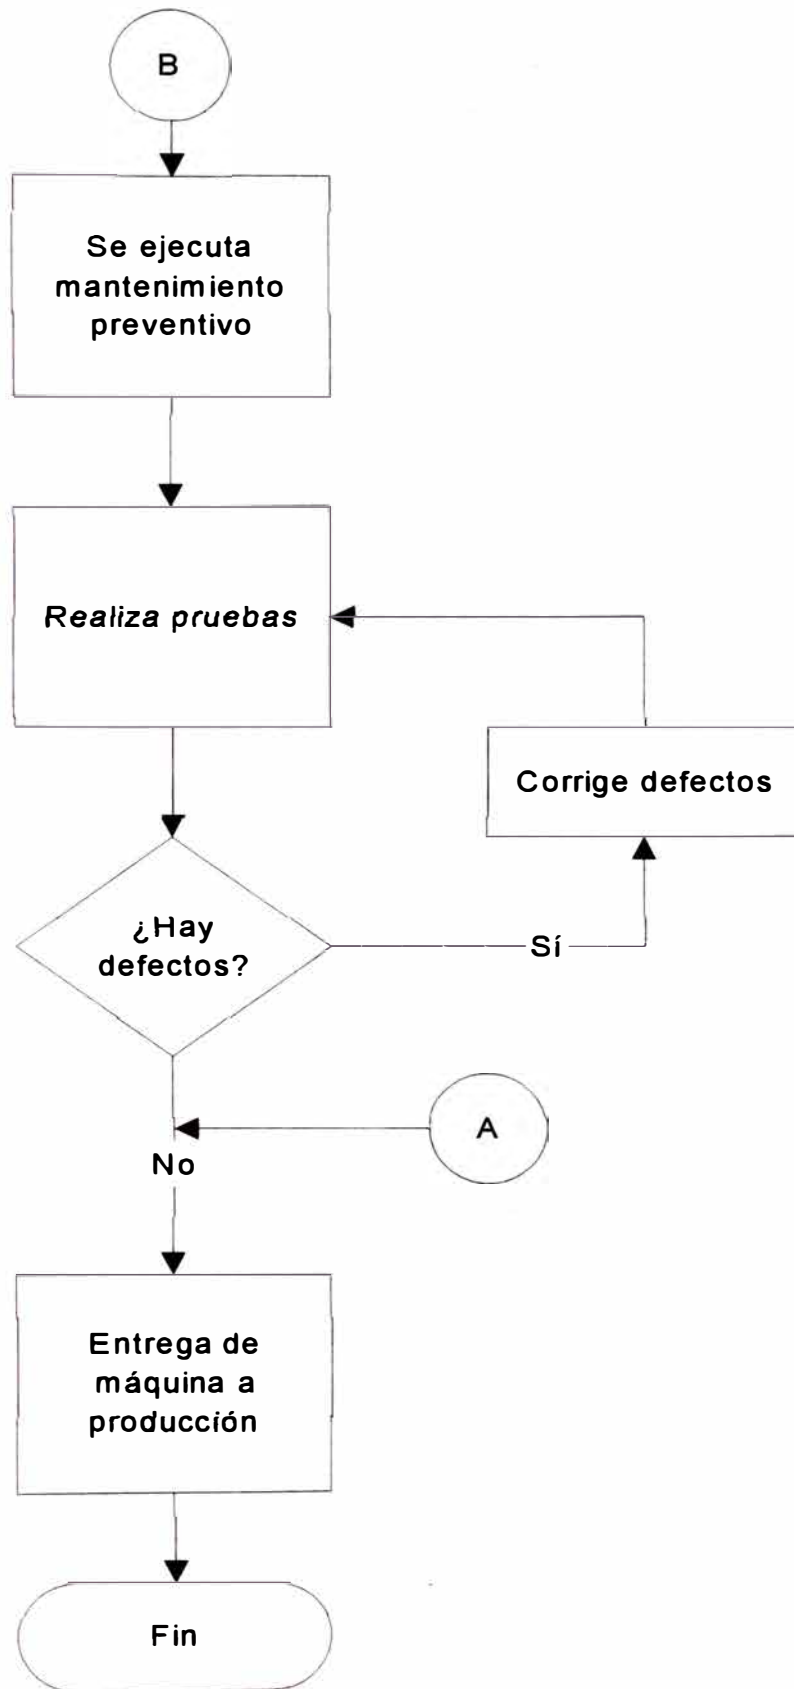 B
Se ejecuta
mantenimiento
preventivo
Realiza pruebas
Corrige defectos
¿Hay
defectos?
Sí
A
No
Entrega de
máquina a
producción
Fin